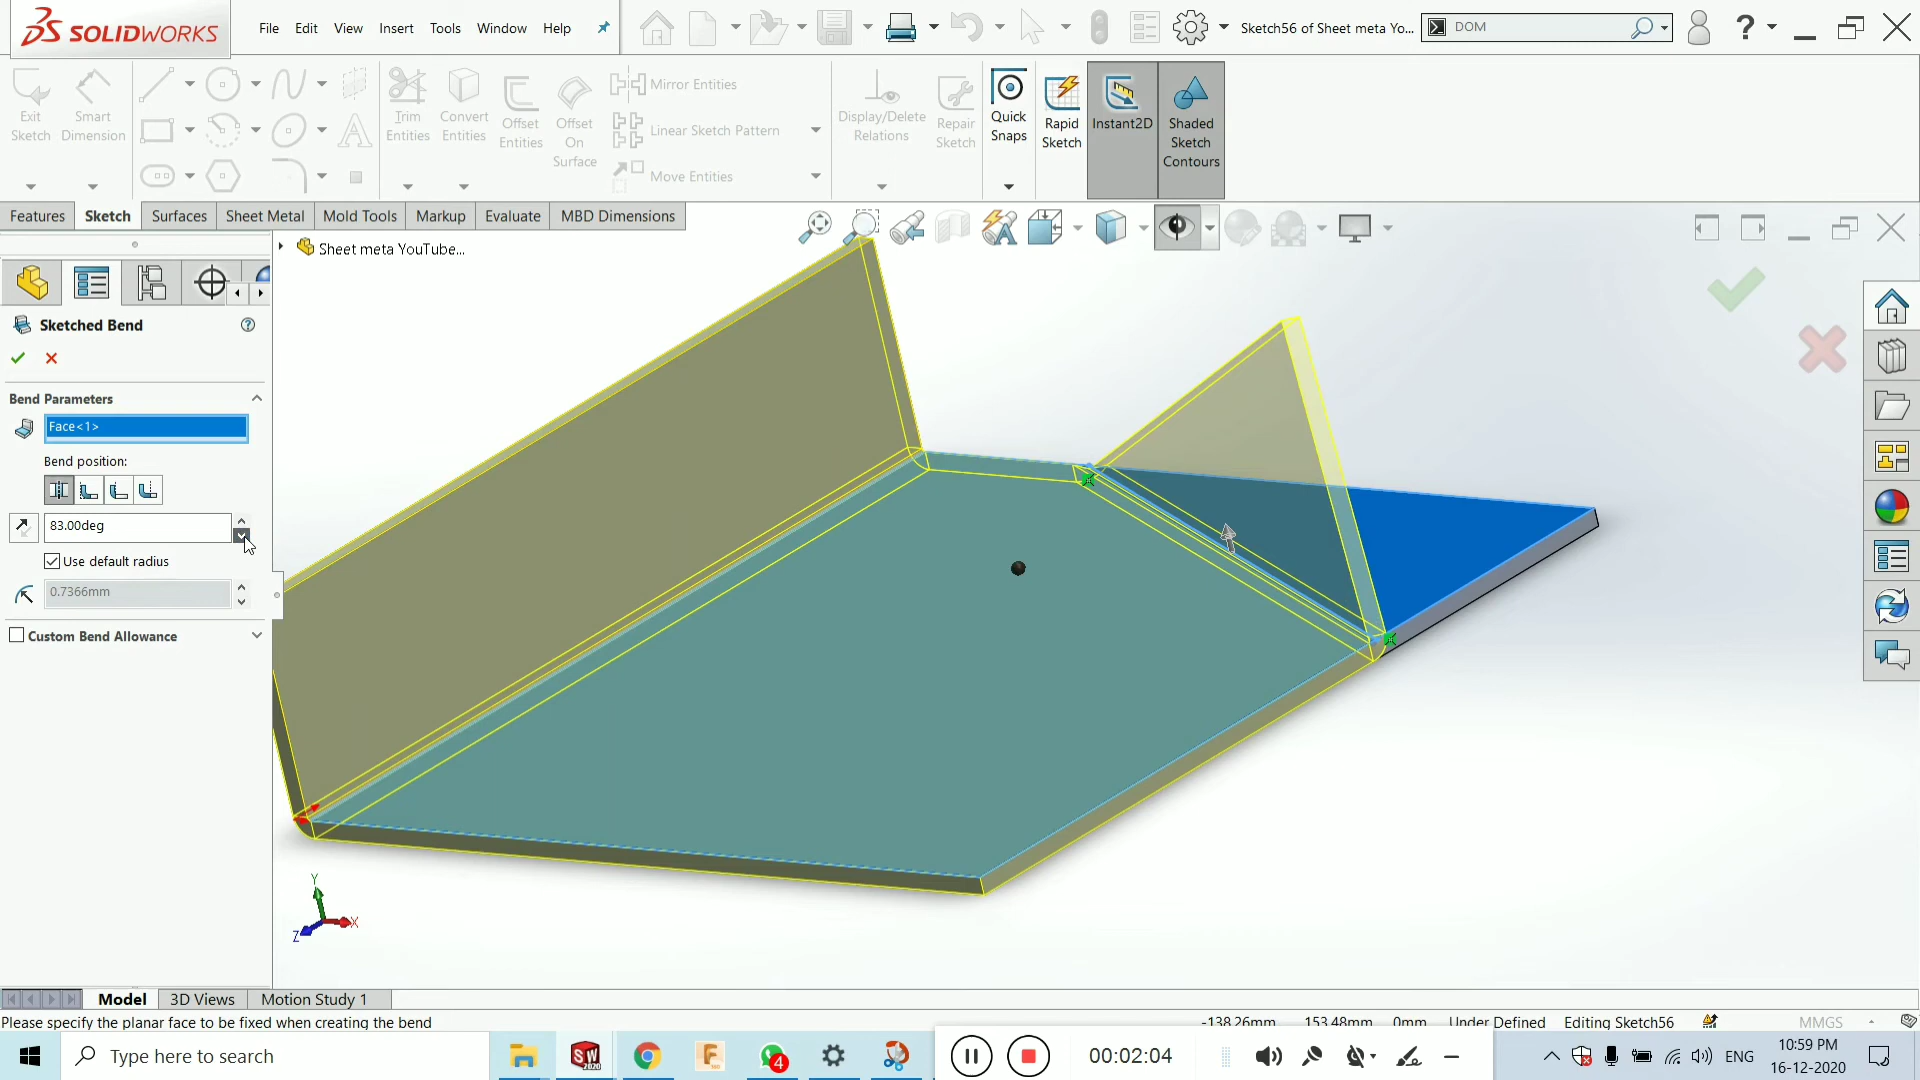 SOLIDWORKS
File Edit View Insert Tools Window Help
Sketch56 of Sheet meta Yo...
DOM
Exit Sketch
Smart Dimension
Trim Entities
Convert Entities
Offset Entities
Offset On Surface
Mirror Entities
Linear Sketch Pattern
Move Entities
Display/Delete Relations
Repair Sketch
Quick Snaps
Rapid Sketch
Instant2D
Shaded Sketch Contours
Features Sketch Surfaces Sheet Metal Mold Tools Markup Evaluate MBD Dimensions
Sheet meta YouTube...
Sketched Bend
Bend Parameters
Face<1>
Bend position:
83.00deg
Use default radius
0.7366mm
Custom Bend Allowance
Y
X
Z
Model 3D Views Motion Study 1
Please specify the planar face to be fixed when creating the bend
-138.26mm 153.48mm 0mm Under Defined Editing Sketch56 MMGS
Type here to search
SW
2020
F
4
00:02:04
ENG
10:59 PM
16-12-2020